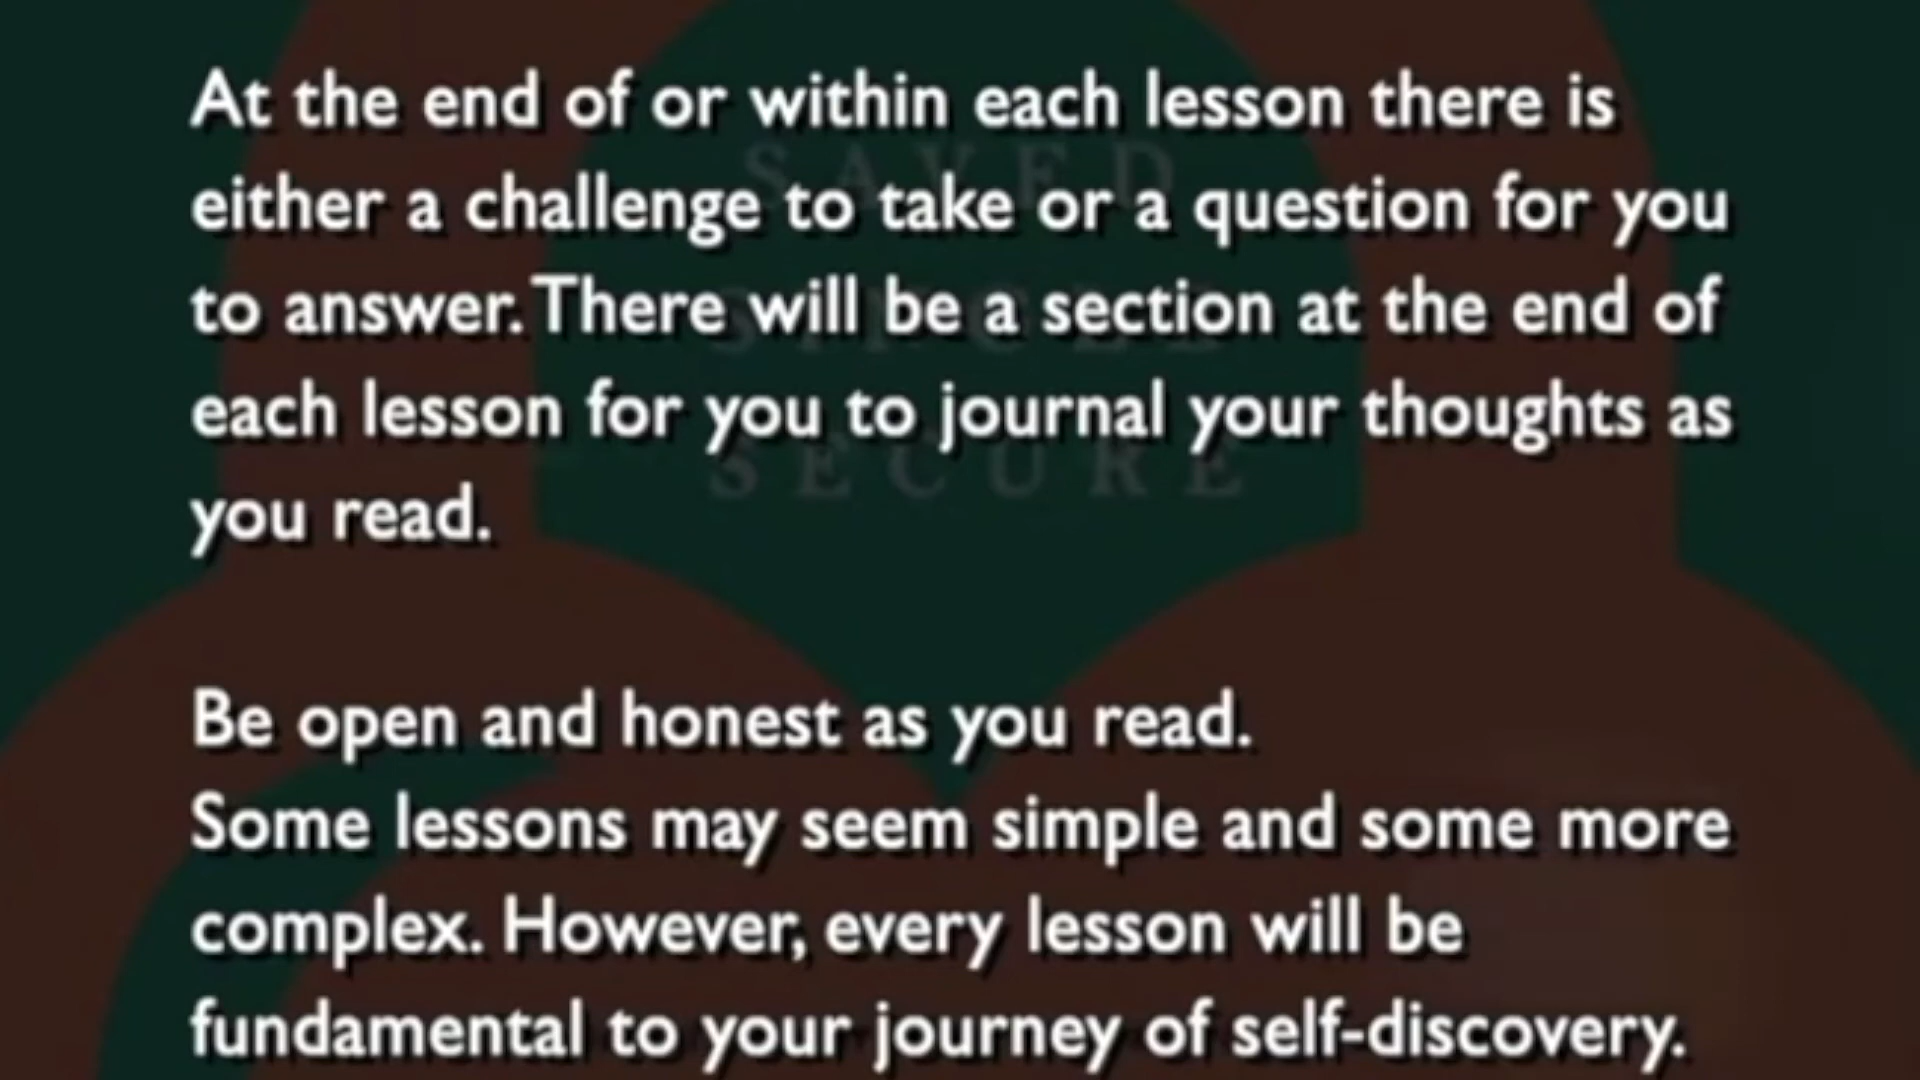 At the end of or within each lesson there is
either a challenge to take or a question for you
to answer. There will be a section at the end of
each lesson for you to journal your thoughts as
you read.
Be open and honest as you read.
Some lessons may seem simple and some more
complex. However, every lesson will be
fundamental to your journey of self-discovery.
SAVED
SINGLE
SECURE